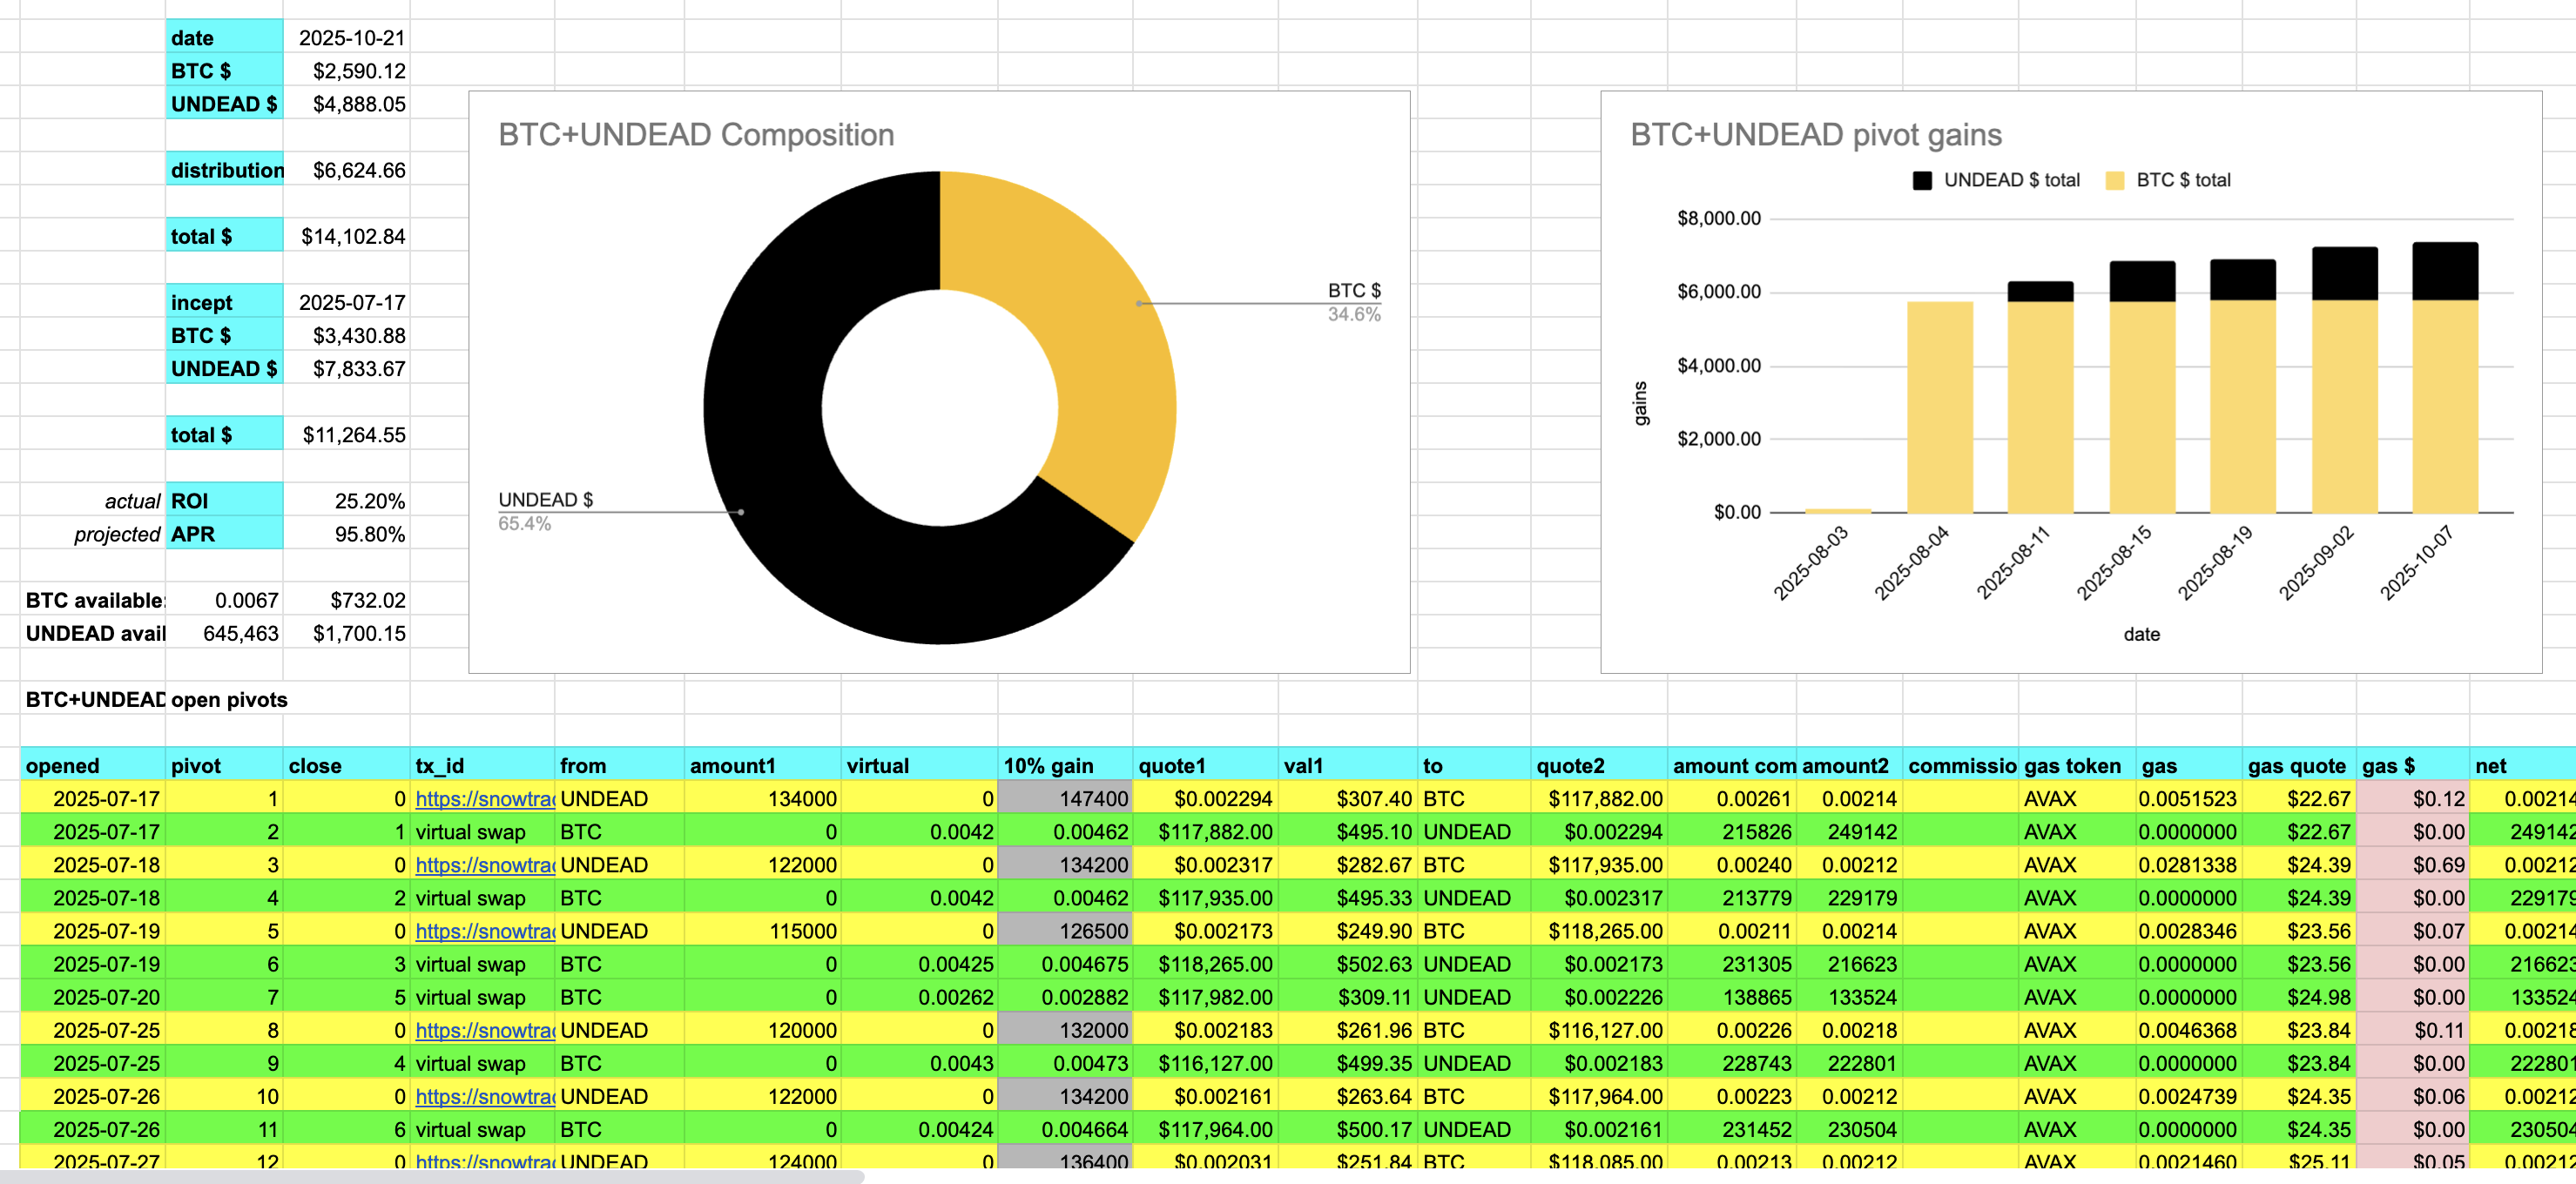 date 2025-10-21
BTC $ $2,590.12
UNDEAD $ $4,888.05
distribution $6,624.66
total $ $14,102.84
incept 2025-07-17
BTC $ $3,430.88
UNDEAD $ $7,833.67
total $ $11,264.55
actual ROI 25.20%
projected APR 95.80%
BTC available: 0.0067 $732.02
UNDEAD avail 645,463 $1,700.15
BTC+UNDEAD Composition
BTC $
34.6%
UNDEAD $
65.4%
BTC+UNDEAD pivot gains
UNDEAD $ total BTC $ total
$8,000.00
$6,000.00
$4,000.00
$2,000.00
$0.00
gains
2025-08-03 2025-08-04 2025-08-11 2025-08-15 2025-08-19 2025-09-02 2025-10-07
date
BTC+UNDEAD open pivots
opened pivot close tx_id from amount1 virtual 10% gain quote1 val1 to quote2 amount com amount2 commissio gas token gas gas quote gas $ net
2025-07-17 1 0 https://snowtrac UNDEAD 134000 0 147400 $0.002294 $307.40 BTC $117,882.00 0.00261 0.00214 AVAX 0.0051523 $22.67 $0.12 0.00214
2025-07-17 2 1 virtual swap BTC 0 0.0042 0.00462 $117,882.00 $495.10 UNDEAD $0.002294 215826 249142 AVAX 0.0000000 $22.67 $0.00 249142
2025-07-18 3 0 https://snowtrac UNDEAD 122000 0 134200 $0.002317 $282.67 BTC $117,935.00 0.00240 0.00212 AVAX 0.0281338 $24.39 $0.69 0.00212
2025-07-18 4 2 virtual swap BTC 0 0.0042 0.00462 $117,935.00 $495.33 UNDEAD $0.002317 213779 229179 AVAX 0.0000000 $24.39 $0.00 229179
2025-07-19 5 0 https://snowtrac UNDEAD 115000 0 126500 $0.002173 $249.90 BTC $118,265.00 0.00211 0.00214 AVAX 0.0028346 $23.56 $0.07 0.00214
2025-07-19 6 3 virtual swap BTC 0 0.00425 0.004675 $118,265.00 $502.63 UNDEAD $0.002173 231305 216623 AVAX 0.0000000 $23.56 $0.00 216623
2025-07-20 7 5 virtual swap BTC 0 0.00262 0.002882 $117,982.00 $309.11 UNDEAD $0.002226 138865 133524 AVAX 0.0000000 $24.98 $0.00 133524
2025-07-25 8 0 https://snowtrac UNDEAD 120000 0 132000 $0.002183 $261.96 BTC $116,127.00 0.00226 0.00218 AVAX 0.0046368 $23.84 $0.11 0.00218
2025-07-25 9 4 virtual swap BTC 0 0.0043 0.00473 $116,127.00 $499.35 UNDEAD $0.002183 228743 222801 AVAX 0.0000000 $23.84 $0.00 222801
2025-07-26 10 0 https://snowtrac UNDEAD 122000 0 134200 $0.002161 $263.64 BTC $117,964.00 0.00223 0.00212 AVAX 0.0024739 $24.35 $0.06 0.00212
2025-07-26 11 6 virtual swap BTC 0 0.00424 0.004664 $117,964.00 $500.17 UNDEAD $0.002161 231452 230504 AVAX 0.0000000 $24.35 $0.00 230504
2025-07-27 12 0 https://snowtrac UNDEAD 124000 0 136400 $0.002031 $251.84 BTC $118,085.00 0.00213 0.00212 AVAX 0.0021460 $25.11 $0.05 0.00212